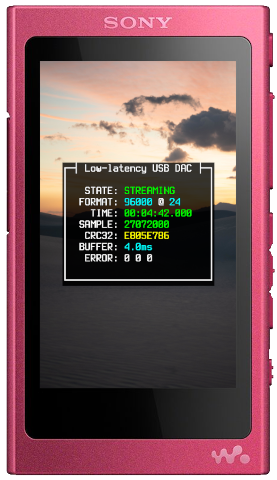 SONY
Low-latency USB DAC
STATE: STREAMING
FORMAT: 96000 @ 24
TIME: 00:04:42.000
SAMPLE: 27072000
CRC32: EB05E786
BUFFER: 4.0ms
ERROR: 0 0 0